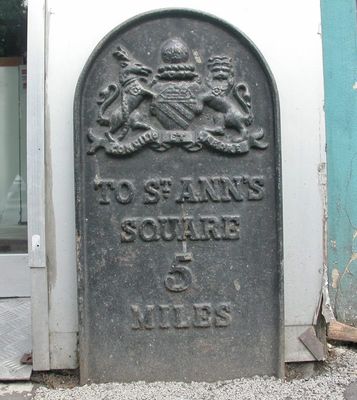 CONCILIO ET LABORE
TO ST. ANN'S
SQUARE
5
MILES